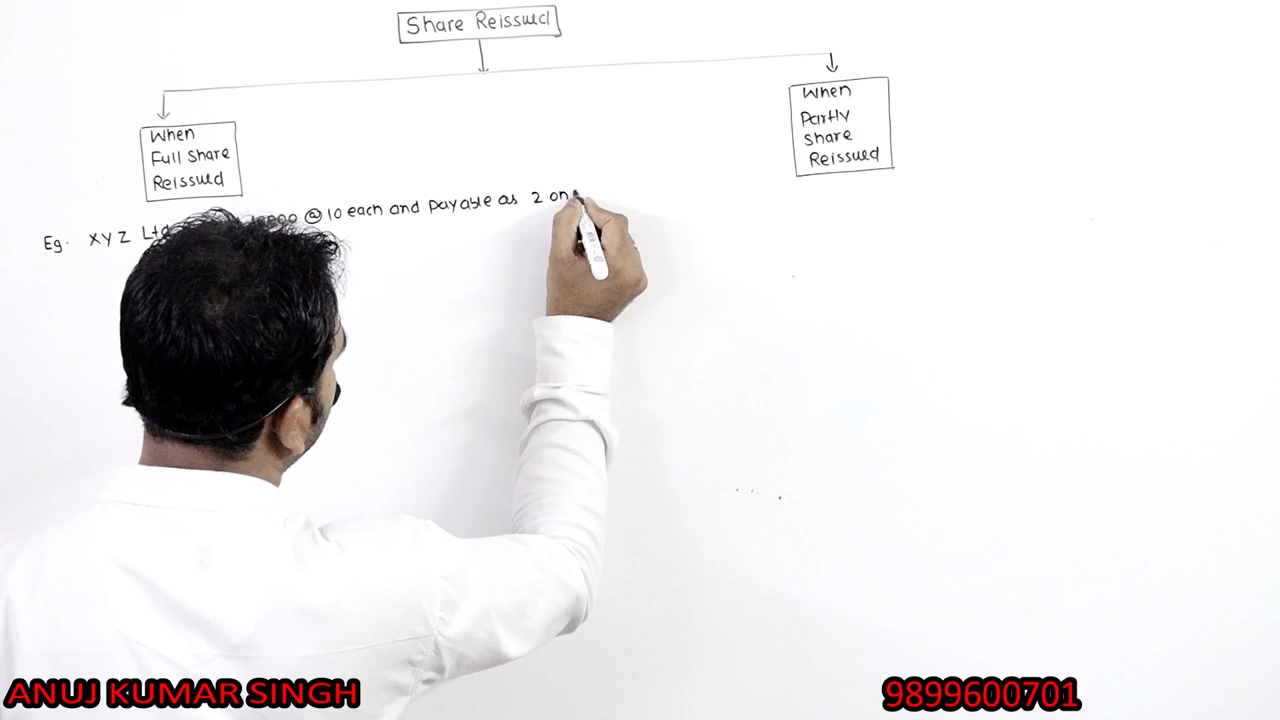 Share Reissued
When
Full Share
Reissued
When
Partly
Share
Reissued
Eg. XYZ Ltd @ 10 each and payable as 2 on
ANUJ KUMAR SINGH
9899600701